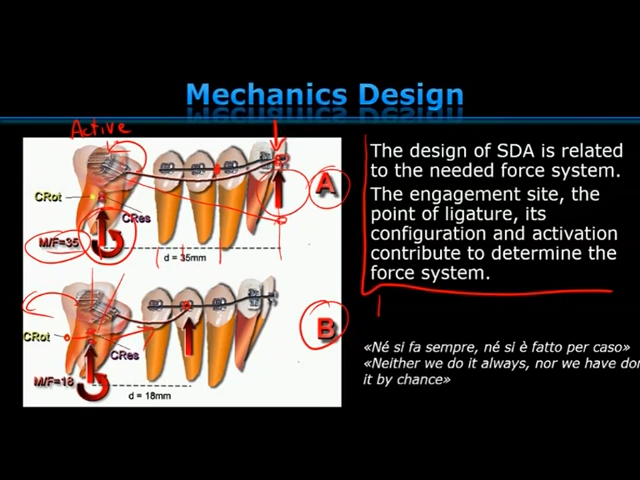 Mechanics Design
Active
A
CRot
CRes
M/F=35
d = 35mm
B
CRot
CRes
M/F=18
d = 18mm
The design of SDA is related
to the needed force system.
The engagement site, the
point of ligature, its
configuration and activation
contribute to determine the
force system.
«Né si fa sempre, né si è fatto per caso»
«Neither we do it always, nor we have don
it by chance»